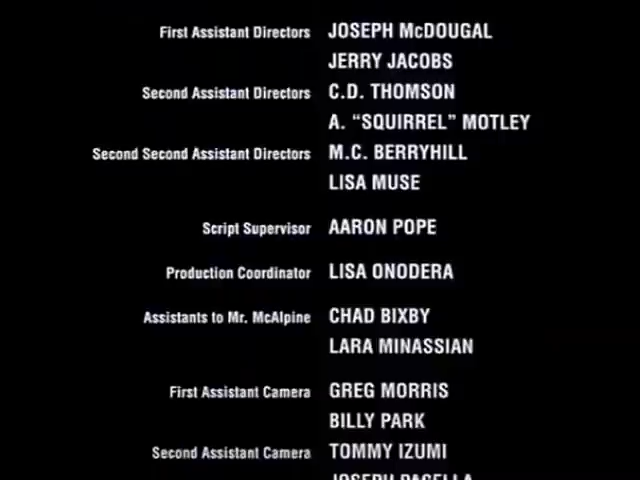 First Assistant Directors JOSEPH McDOUGAL
JERRY JACOBS
Second Assistant Directors C.D. THOMSON
A. “SQUIRREL” MOTLEY
Second Second Assistant Directors M.C. BERRYHILL
LISA MUSE
Script Supervisor AARON POPE
Production Coordinator LISA ONODERA
Assistants to Mr. McAlpine CHAD BIXBY
LARA MINASSIAN
First Assistant Camera GREG MORRIS
BILLY PARK
Second Assistant Camera TOMMY IZUMI
JOSEPH